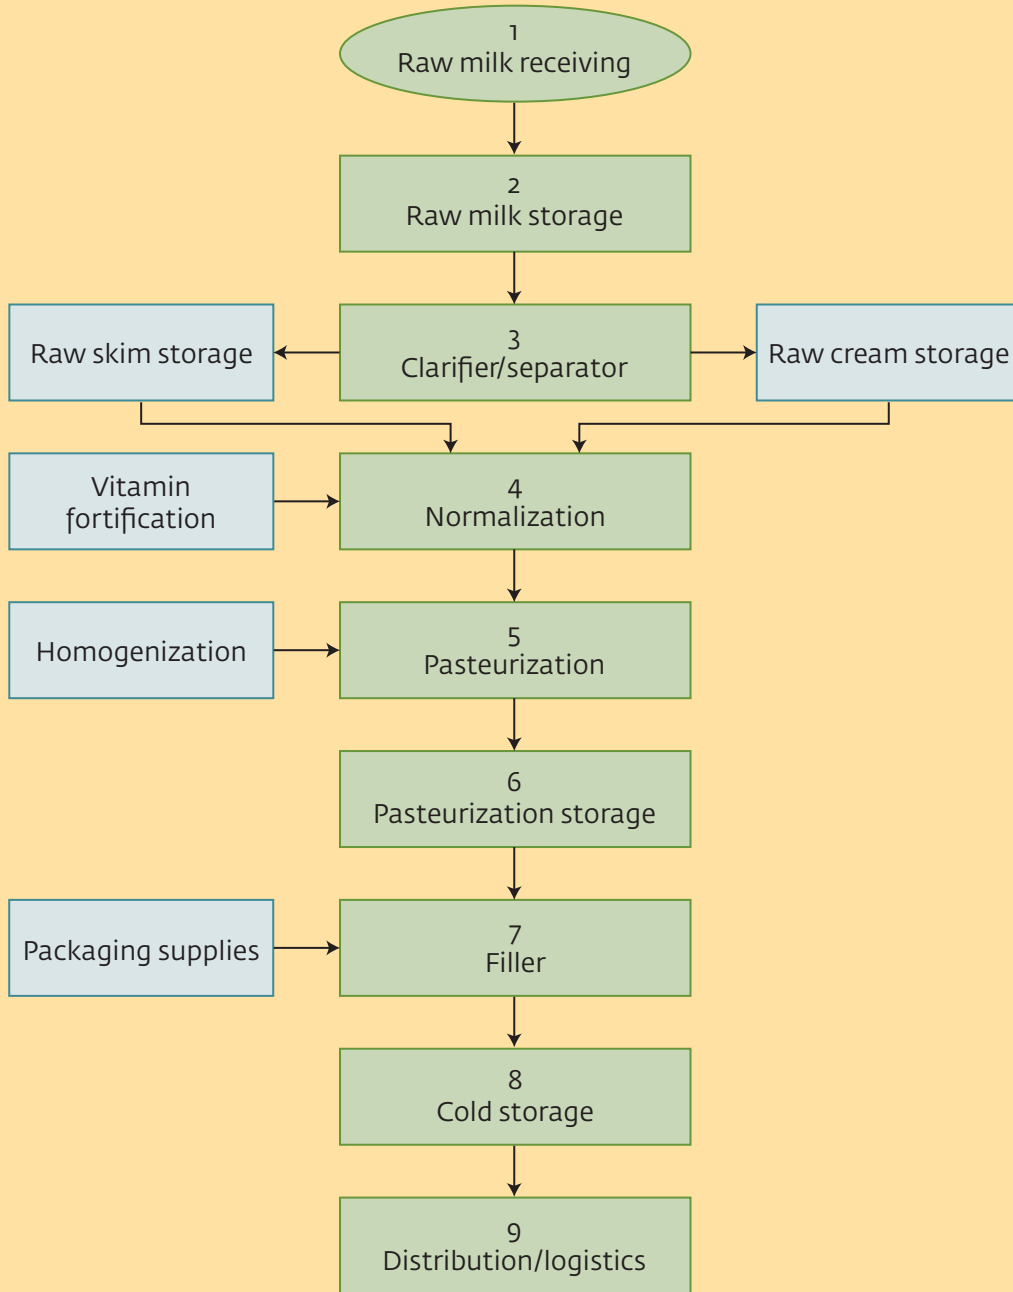 1
Raw milk receiving
2
Raw milk storage
Raw skim storage
3
Clarifier/separator
Raw cream storage
Vitamin
fortification
4
Normalization
Homogenization
5
Pasteurization
6
Pasteurization storage
Packaging supplies
7
Filler
8
Cold storage
9
Distribution/logistics